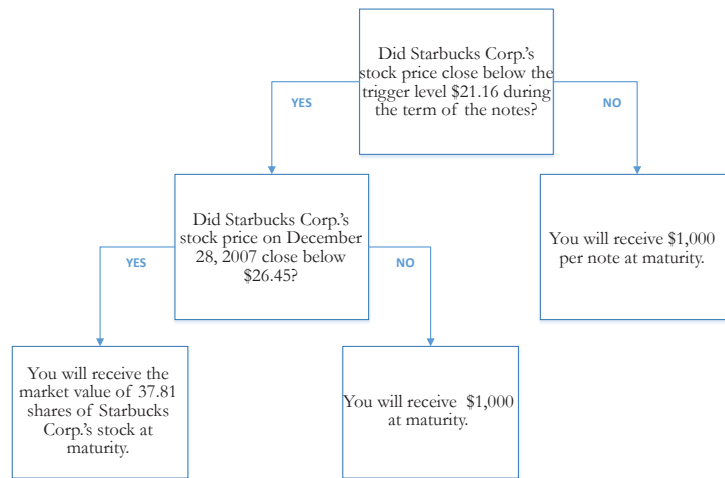 Did Starbucks Corp.'s
stock price close below the
trigger level $21.16 during
the term of the notes?
YES
NO
Did Starbucks Corp.'s
stock price on December
28, 2007 close below
$26.45?
You will receive $1,000
per note at maturity.
YES
NO
You will receive the
market value of 37.81
shares of Starbucks
Corp.'s stock at
maturity.
You will receive $1,000
at maturity.